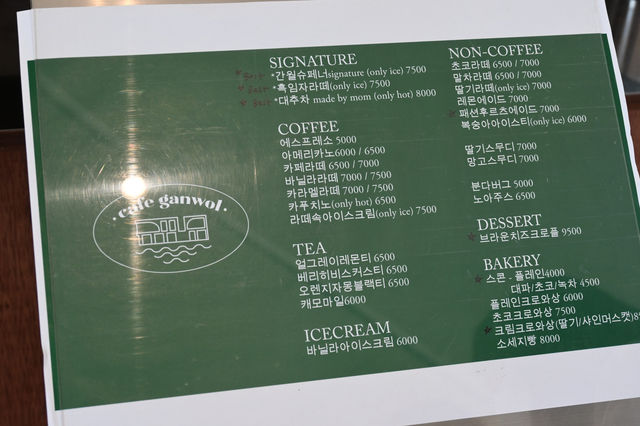 cafe ganwol
SIGNATURE
Best *간월슈페너signature (only ice) 7500
Best *흑임자라떼(only ice) 7500
Best *대추차 made by mom (only hot) 8000
COFFEE
에스프레소 5000
아메리카노6000 / 6500
카페라떼 6500 / 7000
바닐라라떼 7000 / 7500
카라멜라떼 7000 / 7500
카푸치노(only hot) 6500
라떼속아이스크림(only ice) 7500
TEA
얼그레이레몬티 6500
베리히비스커스티 6500
오렌지자몽블랙티 6500
캐모마일6000
ICECREAM
바닐라아이스크림 6000
NON-COFFEE
초코라떼 6500 / 7000
말차라떼 6500 / 7000
딸기라떼(only ice) 7000
레몬에이드 7000
패션후르츠에이드 7000
복숭아아이스티(only ice) 6000
딸기스무디 7000
망고스무디 7000
분다버그 5000
노아주스 6500
DESSERT
브라운치즈크로플 9500
BAKERY
스콘 - 플레인4000
대파/초코/녹차 4500
플레인크로와상 6000
초코크로와상 7500
크림크로와상(딸기/샤인머스캣)
소세지빵 8000